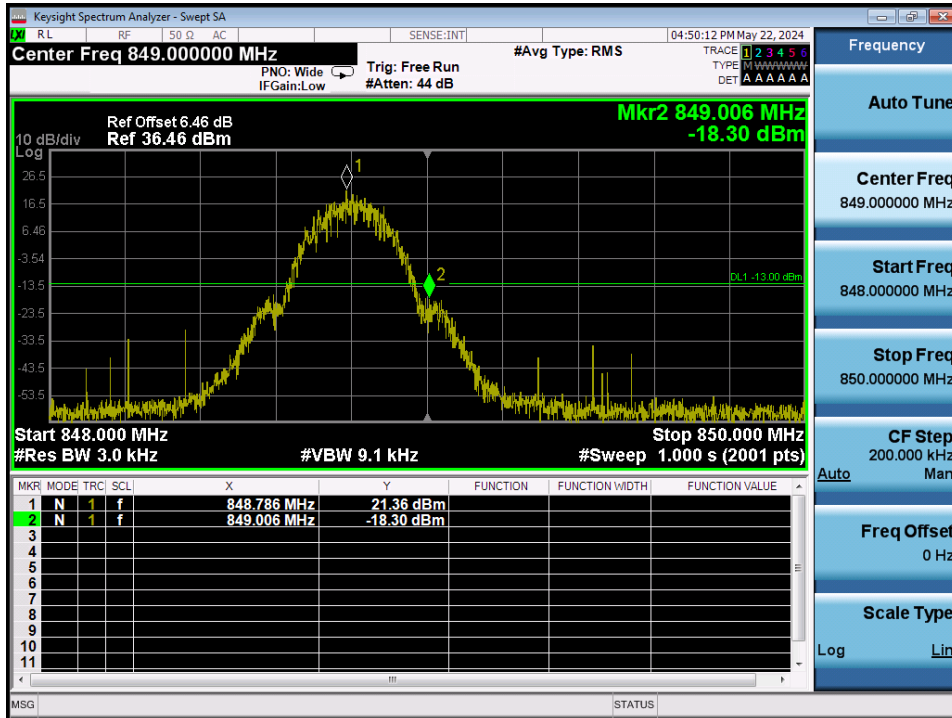 Keysight Spectrum Analyzer - Swept SA
LXI RL RF 50 Ω AC SENSE:INT 04:50:12 PM May 22, 2024
Center Freq 849.000000 MHz #Avg Type: RMS TRACE 1 2 3 4 5 6
PNO: Wide Trig: Free Run TYPE M WWWWW
IFGain:Low #Atten: 44 dB DET A A A A A A
Mkr2 849.006 MHz
-18.30 dBm
Ref Offset 6.46 dB
10 dB/div Ref 36.46 dBm
Log
1
26.5
16.5
6.46
-3.54
2
DL1 -13.00 dBm
-13.5
-23.5
-33.5
-43.5
-53.5
Start 848.000 MHz Stop 850.000 MHz
#Res BW 3.0 kHz #VBW 9.1 kHz #Sweep 1.000 s (2001 pts)
MKR MODE TRC SCL X Y FUNCTION FUNCTION WIDTH FUNCTION VALUE
1 N 1 f 848.786 MHz 21.36 dBm
2 N 1 f 849.006 MHz -18.30 dBm
3
4
5
6
7
8
9
10
11
MSG STATUS
Frequency
Auto Tune
Center Freq
849.000000 MHz
Start Freq
848.000000 MHz
Stop Freq
850.000000 MHz
CF Step
200.000 kHz
Auto Man
Freq Offset
0 Hz
Scale Type
Log Lin